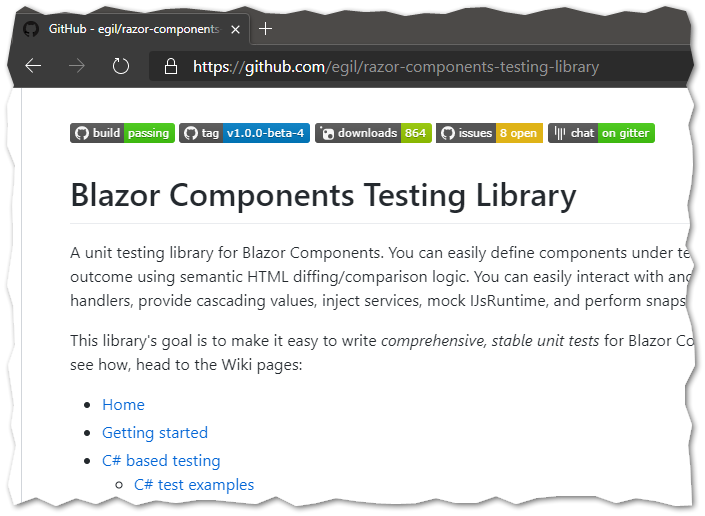 GitHub - egil/razor-components-
https://github.com/egil/razor-components-testing-library
build passing tag v1.0.0-beta-4 downloads 864 issues 8 open chat on gitter
Blazor Components Testing Library
A unit testing library for Blazor Components. You can easily define components under te
outcome using semantic HTML diffing/comparison logic. You can easily interact with and
handlers, provide cascading values, inject services, mock IJsRuntime, and perform snaps
This library's goal is to make it easy to write comprehensive, stable unit tests for Blazor Co
see how, head to the Wiki pages:
Home
Getting started
C# based testing
C# test examples